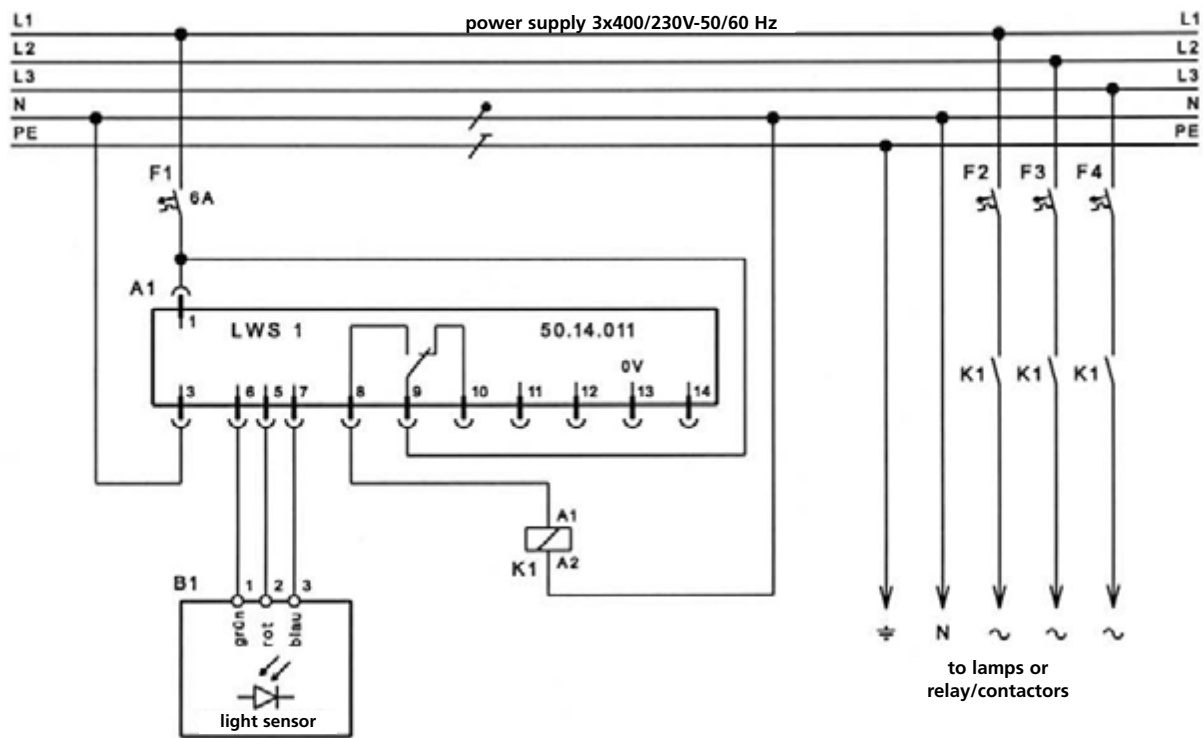 power supply 3x400/230V-50/60 Hz
L1 L1
L2 L2
L3 L3
N N
PE PE
F1 6A
F2 F3 F4
A1
1
LWS 1 50.14.011
0V
3 6 5 7 8 9 10 11 12 13 14
K1 K1 K1
A1
K1 A2
B1 1 2 3
grün rot blau
light sensor
N
to lamps or
relay/contactors